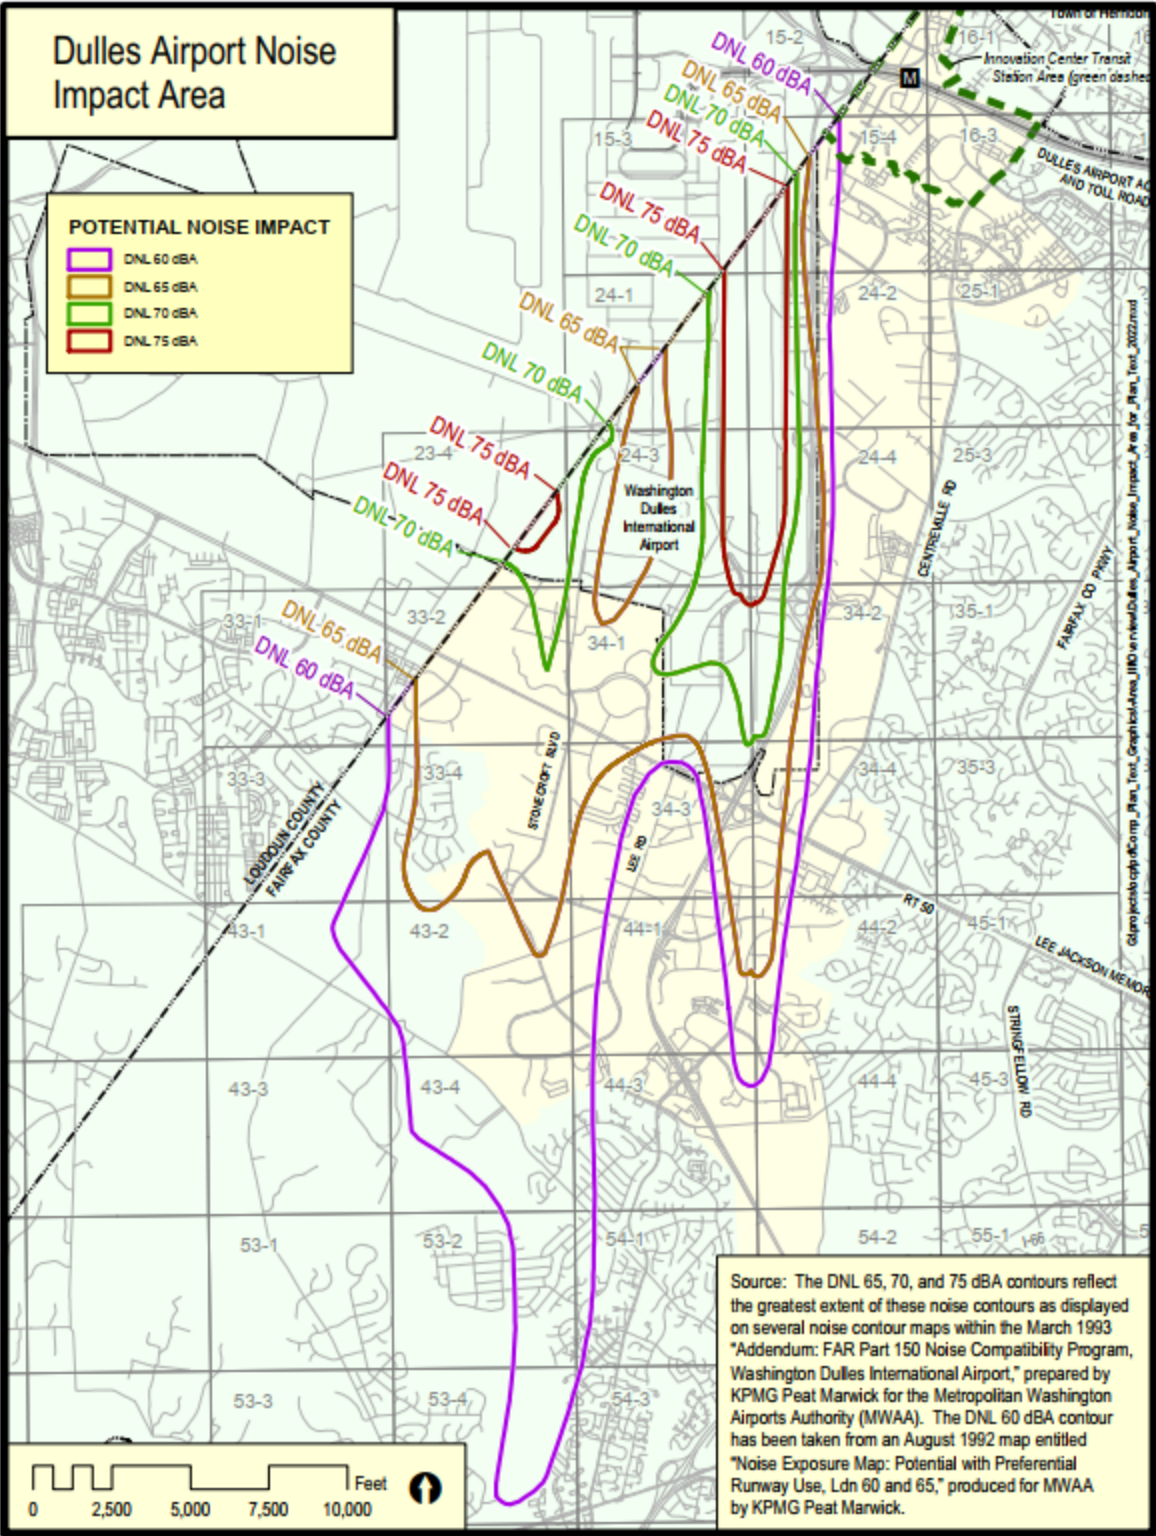 Dulles Airport Noise
Impact Area
POTENTIAL NOISE IMPACT
DNL 60 dBA
DNL 65 dBA
DNL 70 dBA
DNL 75 dBA
Town of Herndon
15-2
16-1
Innovation Center Transit
Station Area (green dashed
M
DNL 60 dBA
DNL 65 dBA
DNL 70 dBA
DNL 75 dBA
15-3
15-4
16-3
DULLES AIRPORT AC
AND TOLL ROAD
DNL 75 dBA
DNL 70 dBA
24-1
24-2
25-1
DNL 65 dBA
DNL 70 dBA
DNL 75 dBA
DNL 75 dBA
DNL 70 dBA
23-4
24-3
24-4
25-3
Washington
Dulles
International
Airport
CENTREVILLE RD
FAIRFAX CO PKWY
33-1
33-2
34-1
34-2
35-1
DNL 65 dBA
DNL 60 dBA
33-3
33-4
STONECROFT BLVD
34-3
34-4
35-3
LOUDOUN COUNTY
FAIRFAX COUNTY
LEE RD
RT 50
LEE JACKSON MEMOR
43-1
43-2
44-1
44-2
45-1
STRINGFELLOW RD
43-3
43-4
44-3
44-4
45-3
53-1
53-2
54-1
54-2
55-1
I-66
53-3
53-4
54-3
Source: The DNL 65, 70, and 75 dBA contours reflect
the greatest extent of these noise contours as displayed
on several noise contour maps within the March 1993
"Addendum: FAR Part 150 Noise Compatibility Program,
Washington Dulles International Airport," prepared by
KPMG Peat Marwick for the Metropolitan Washington
Airports Authority (MWAA). The DNL 60 dBA contour
has been taken from an August 1992 map entitled
"Noise Exposure Map: Potential with Preferential
Runway Use, Ldn 60 and 65," produced for MWAA
by KPMG Peat Marwick.
Feet
0 2,500 5,000 7,500 10,000